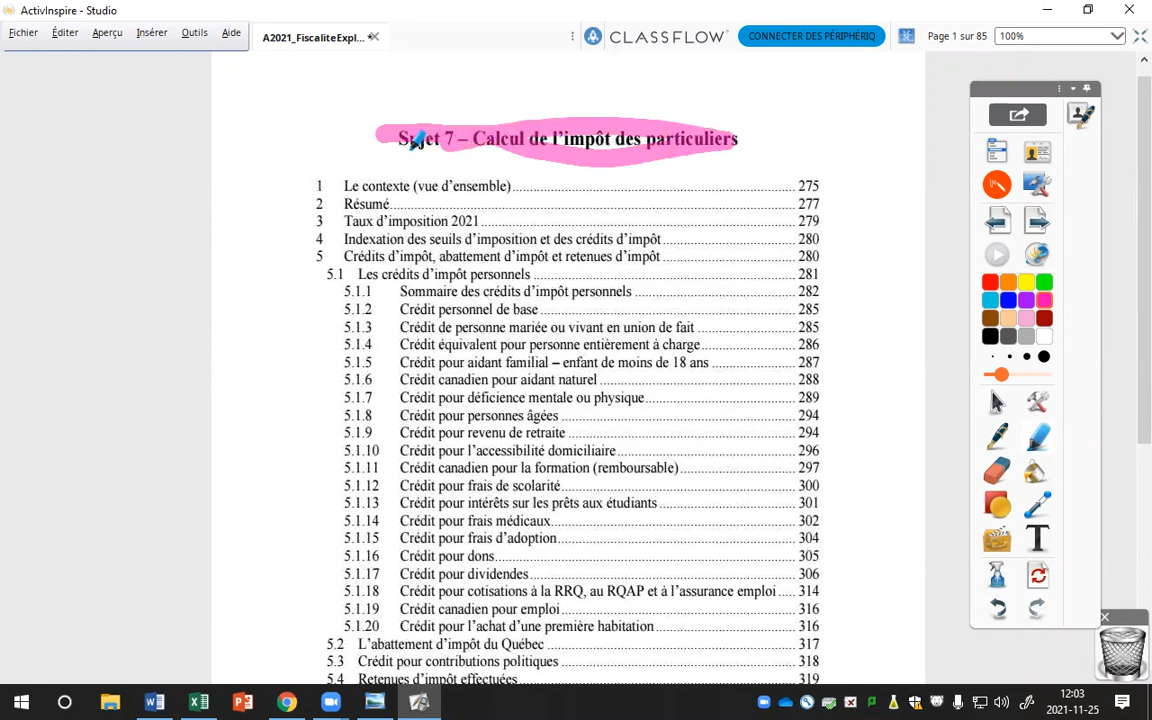 ActivInspire - Studio
Fichier Éditer Aperçu Insérer Outils Aide
A2021_FiscaliteExpl...
CLASSFLOW
CONNECTER DES PÉRIPHÉRIQ
Page 1 sur 85
100%
Sujet 7 – Calcul de l'impôt des particuliers
1 Le contexte (vue d'ensemble) 275
2 Résumé 277
3 Taux d'imposition 2021 279
4 Indexation des seuils d'imposition et des crédits d'impôt 280
5 Crédits d'impôt, abattement d'impôt et retenues d'impôt 280
5.1 Les crédits d'impôt personnels 281
5.1.1 Sommaire des crédits d'impôt personnels 282
5.1.2 Crédit personnel de base 285
5.1.3 Crédit de personne mariée ou vivant en union de fait 285
5.1.4 Crédit équivalent pour personne entièrement à charge 286
5.1.5 Crédit pour aidant familial – enfant de moins de 18 ans 287
5.1.6 Crédit canadien pour aidant naturel 288
5.1.7 Crédit pour déficience mentale ou physique 289
5.1.8 Crédit pour personnes âgées 294
5.1.9 Crédit pour revenu de retraite 294
5.1.10 Crédit pour l'accessibilité domiciliaire 296
5.1.11 Crédit canadien pour la formation (remboursable) 297
5.1.12 Crédit pour frais de scolarité 300
5.1.13 Crédit pour intérêts sur les prêts aux étudiants 301
5.1.14 Crédit pour frais médicaux 302
5.1.15 Crédit pour frais d'adoption 304
5.1.16 Crédit pour dons 305
5.1.17 Crédit pour dividendes 306
5.1.18 Crédit pour cotisations à la RRQ, au RQAP et à l'assurance emploi 314
5.1.19 Crédit canadien pour emploi 316
5.1.20 Crédit pour l'achat d'une première habitation 316
5.2 L'abattement d'impôt du Québec 317
5.3 Crédit pour contributions politiques 318
5.4 Retenues d'impôt effectuées 319
12:03
2021-11-25